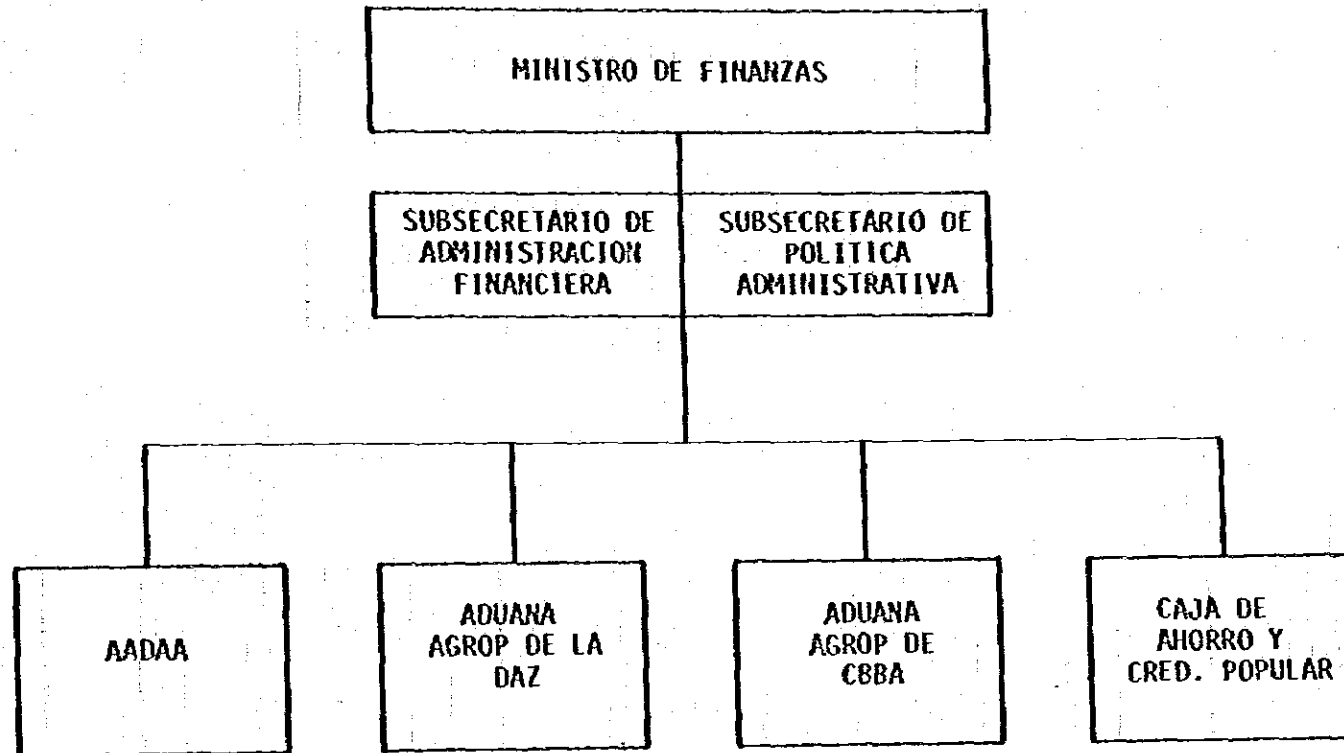 MINISTRO DE FINANZAS
SUBSECRETARIO DE
ADMINISTRACION
FINANCIERA
SUBSECRETARIO DE
POLITICA
ADMINISTRATIVA
AADAA
ADUANA
AGROP DE LA
DAZ
ADUANA
AGROP DE
CBBA
CAJA DE
AHORRO Y
CRED. POPULAR